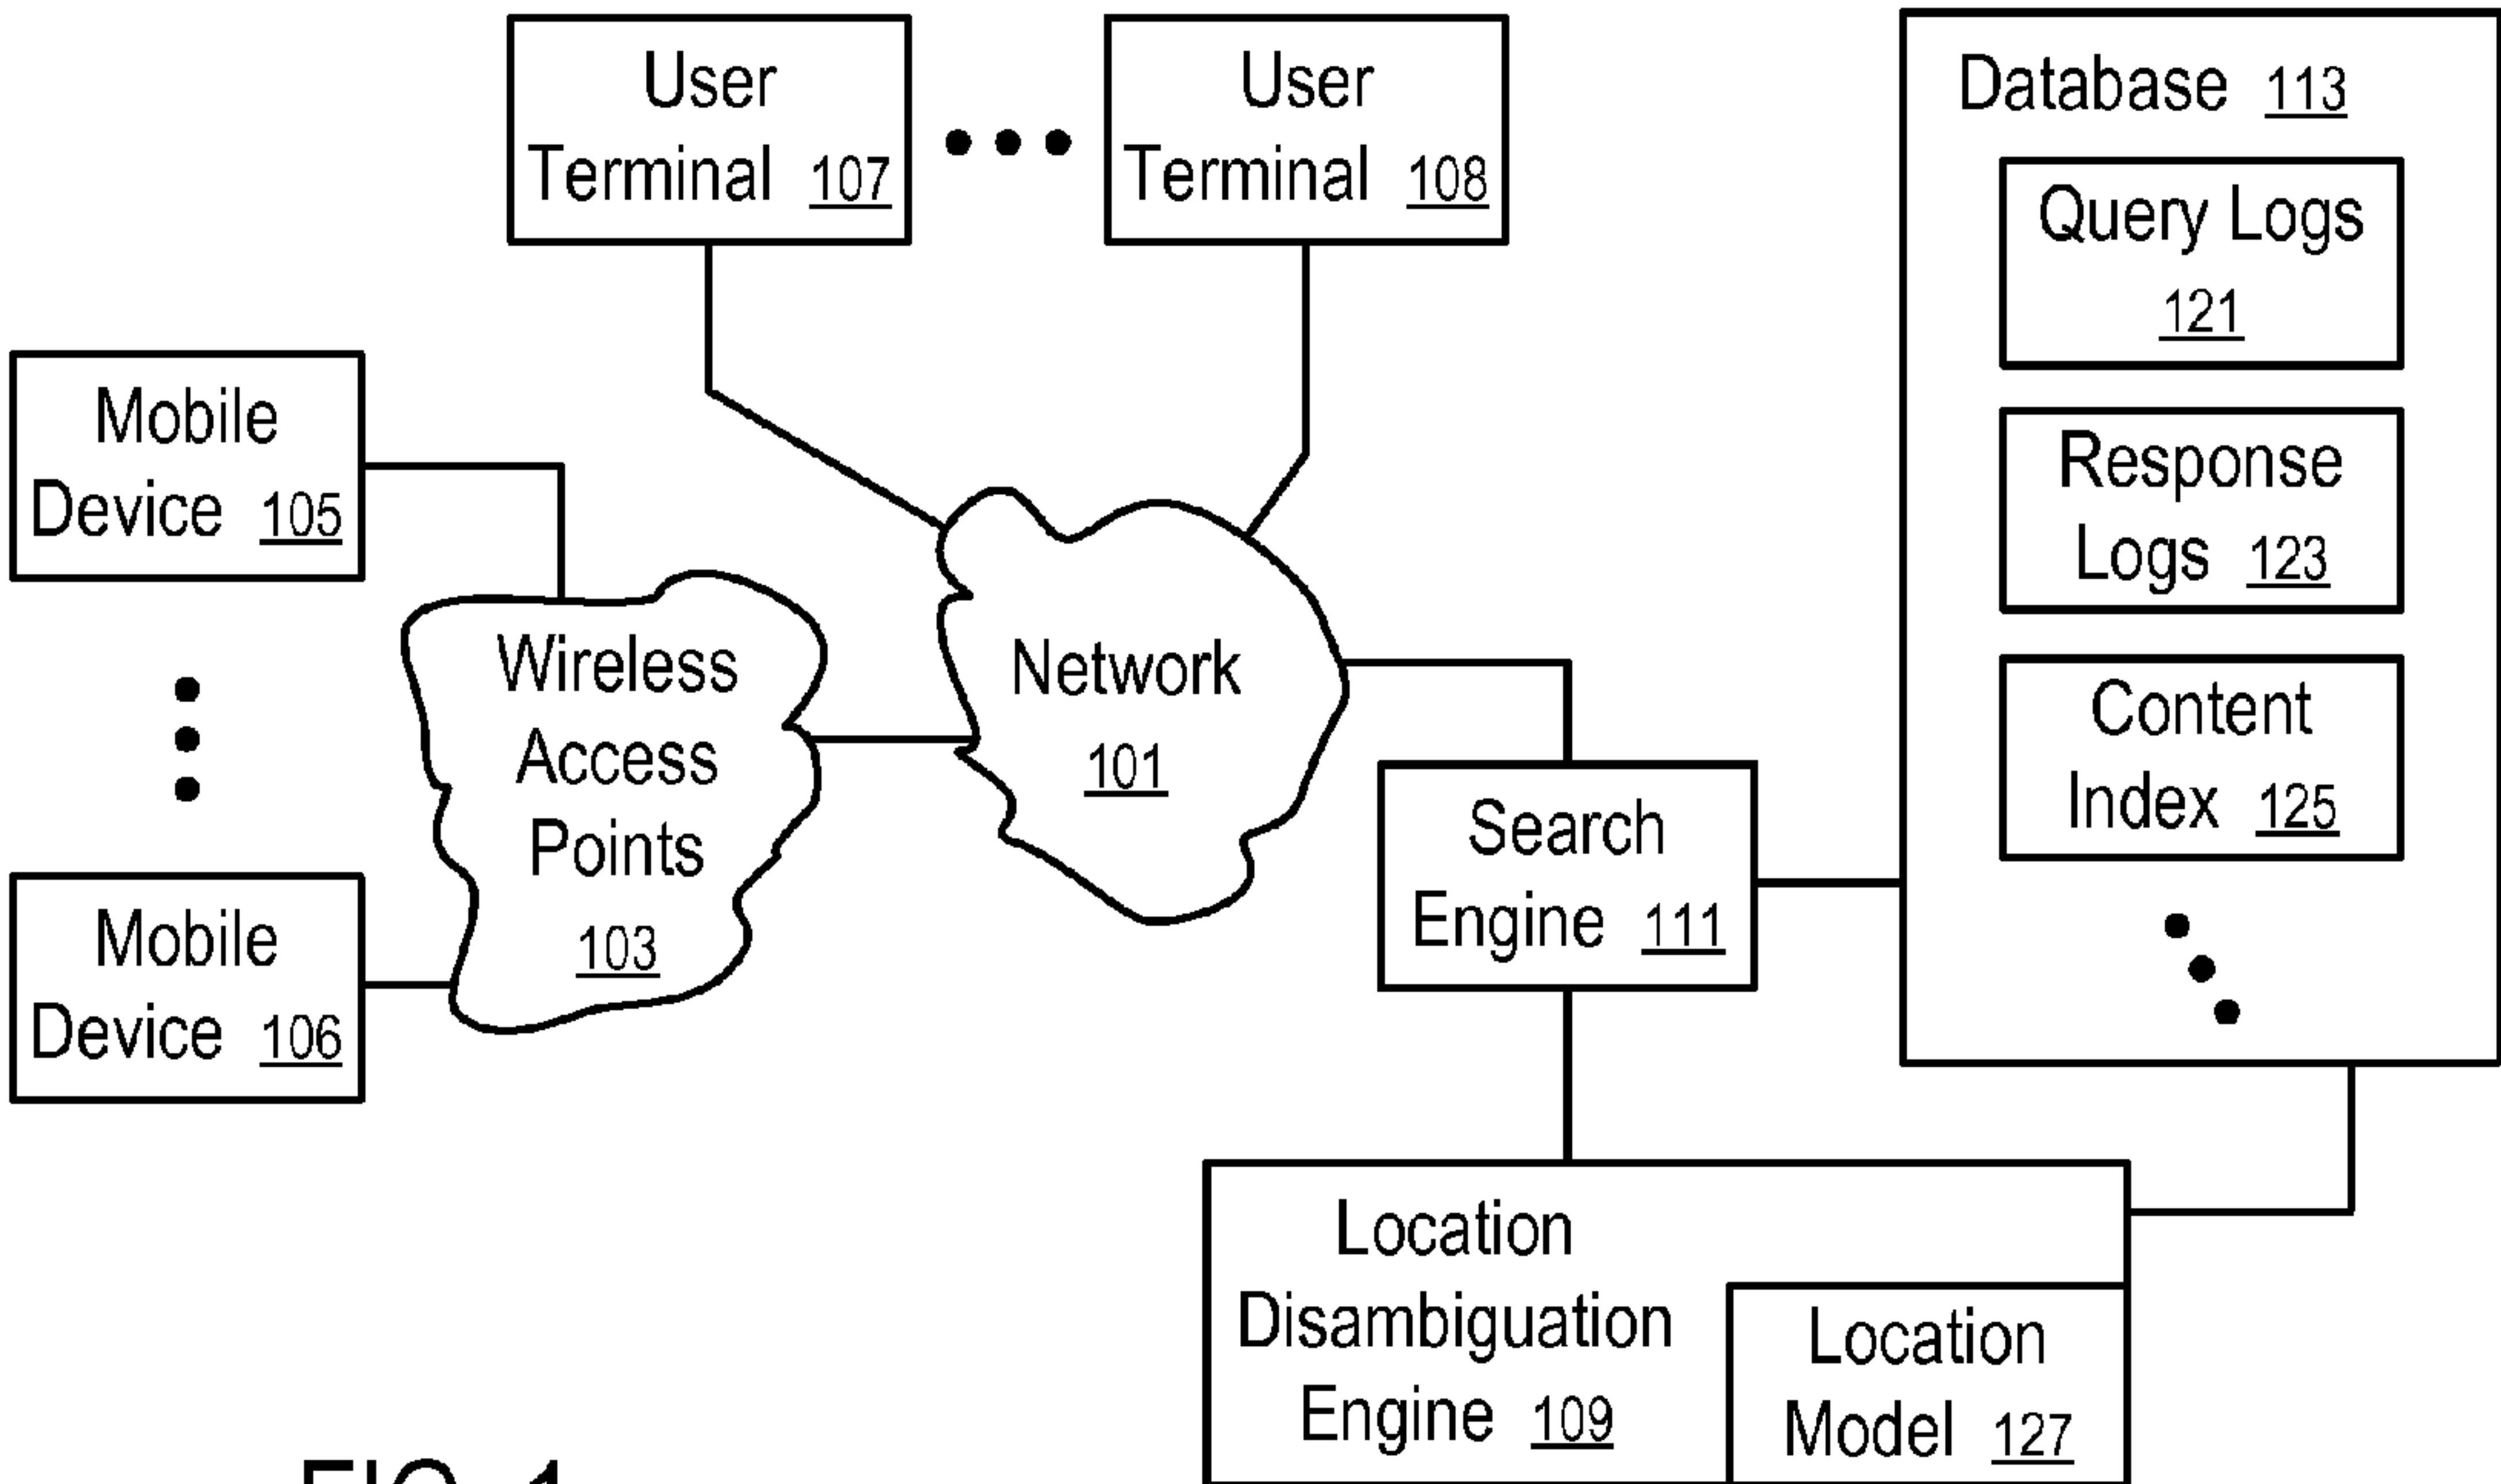 User
Terminal 107
User
Terminal 108
Database 113
Query Logs
121
Response
Logs 123
Content
Index 125
Mobile
Device 105
Mobile
Device 106
Wireless
Access
Points
103
Network
101
Search
Engine 111
Location
Disambiguation
Engine 109
Location
Model 127
FIG. 1